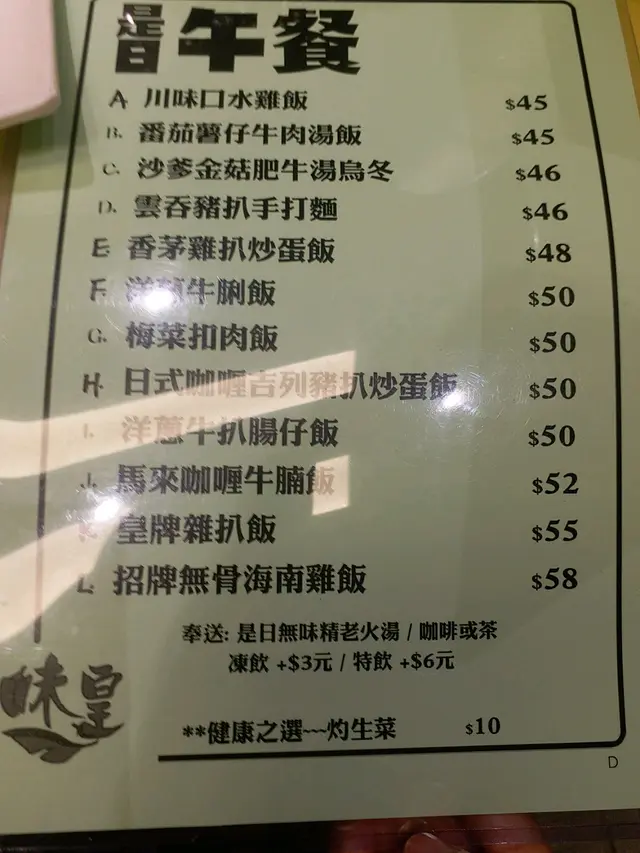 是日午餐
A 川味口水雞飯 $45
B. 番茄薯仔牛肉湯飯 $45
C. 沙爹金菇肥牛湯烏冬 $46
D. 雲吞豬扒手打麵 $46
E 香茅雞扒炒蛋飯 $48
F. 洋蔥牛脷飯 $50
G. 梅菜扣肉飯 $50
H. 日式咖喱吉列豬扒炒蛋飯 $50
I. 洋蔥牛扒腸仔飯 $50
J. 馬來咖喱牛腩飯 $52
K 皇牌雜扒飯 $55
L. 招牌無骨海南雞飯 $58
奉送: 是日無味精老火湯 / 咖啡或茶
凍飲 +$3元 / 特飲 +$6元
味皇
**健康之選~~~灼生菜 $10
D